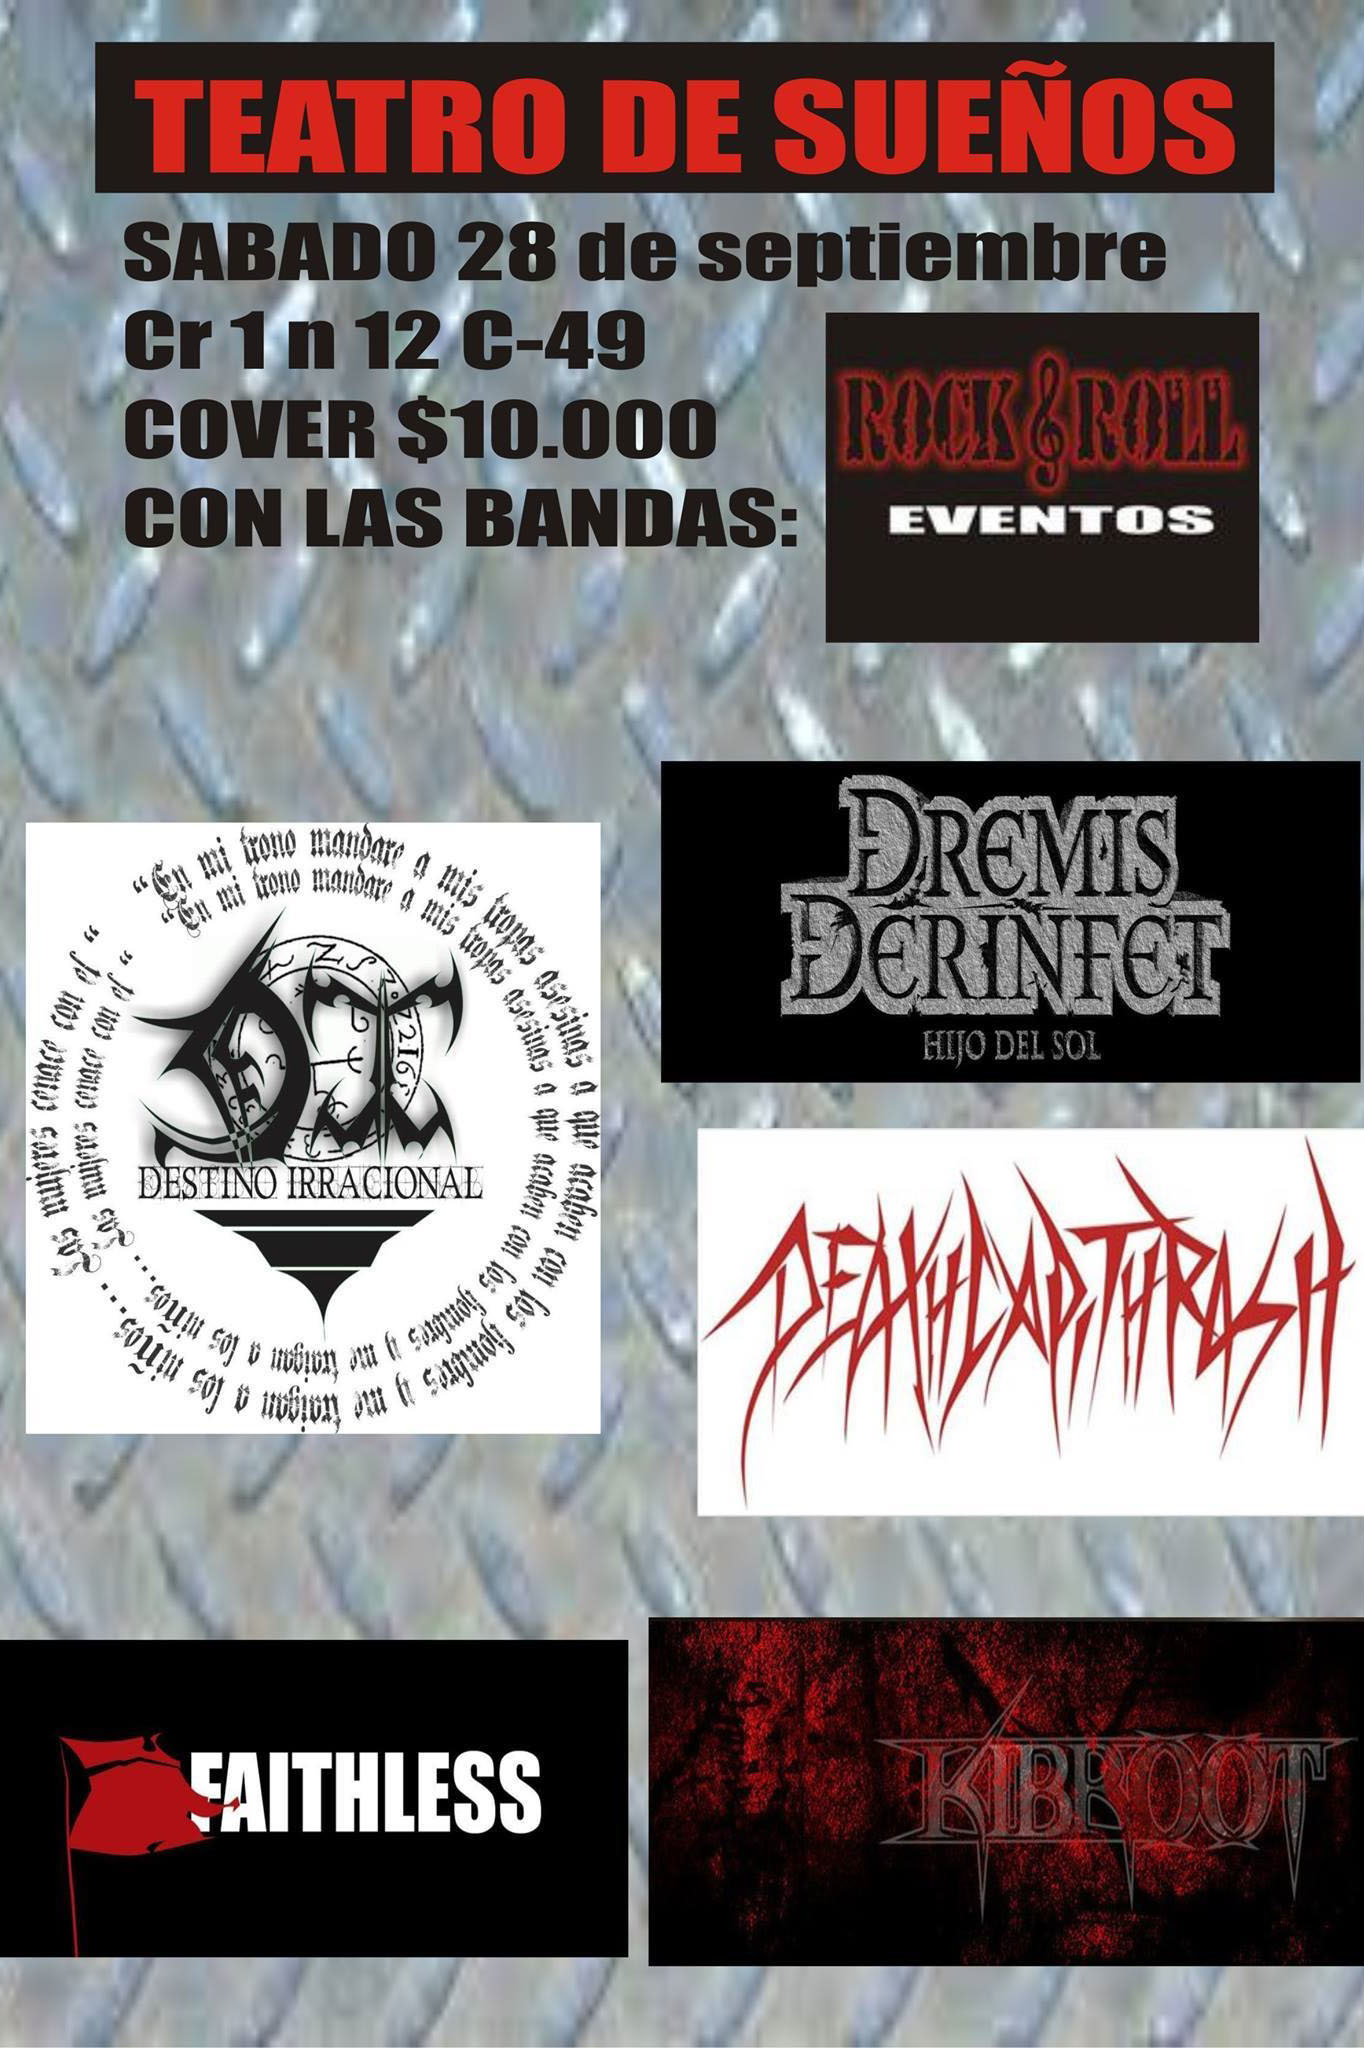 TEATRO DE SUEÑOS
SABADO 28 de septiembre
Cr 1 n 12 C-49
COVER $10.000
CON LAS BANDAS:
ROCK ROLL
EVENTOS
DREMIS
DERINFET
HIJO DEL SOL
"En mi trono mandare a mis tropas asesinas a que acaben con los hombres y me traigan a los niños.....
Las mujeres cenare con el"
"En mi trono mandare a mis tropas asesinas a que acaben con los hombres y me traigan a los niños.....
Las mujeres cenare con el"
216
DESTINO IRRACIONAL
FAITHLESS
KIBROOT